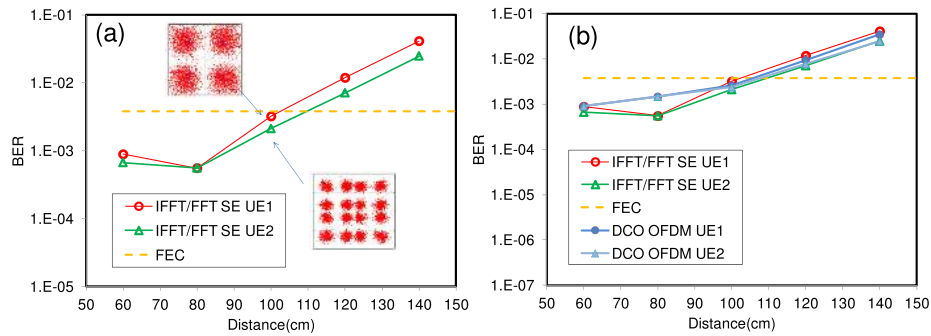 (a)
1.E-01
1.E-02
1.E-03
1.E-04
1.E-05
BER
IFFT/FFT SE UE1
IFFT/FFT SE UE2
FEC
50 60 70 80 90 100 110 120 130 140 150
Distance(cm)
(b)
1.E-01
1.E-02
1.E-03
1.E-04
1.E-05
1.E-06
1.E-07
BER
IFFT/FFT SE UE1
IFFT/FFT SE UE2
FEC
DCO OFDM UE1
DCO OFDM UE2
50 60 70 80 90 100 110 120 130 140 150
Distance(cm)